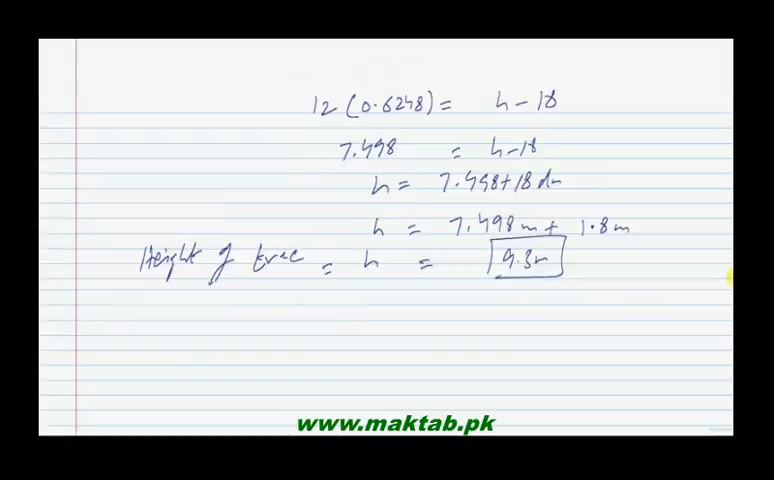 12 (0.6248) = h - 18
7.498 = h - 18
h = 7.498 + 18 dm
h = 7.498 m + 1.8 m
Height of tree = h = 9.3m
www.maktab.pk